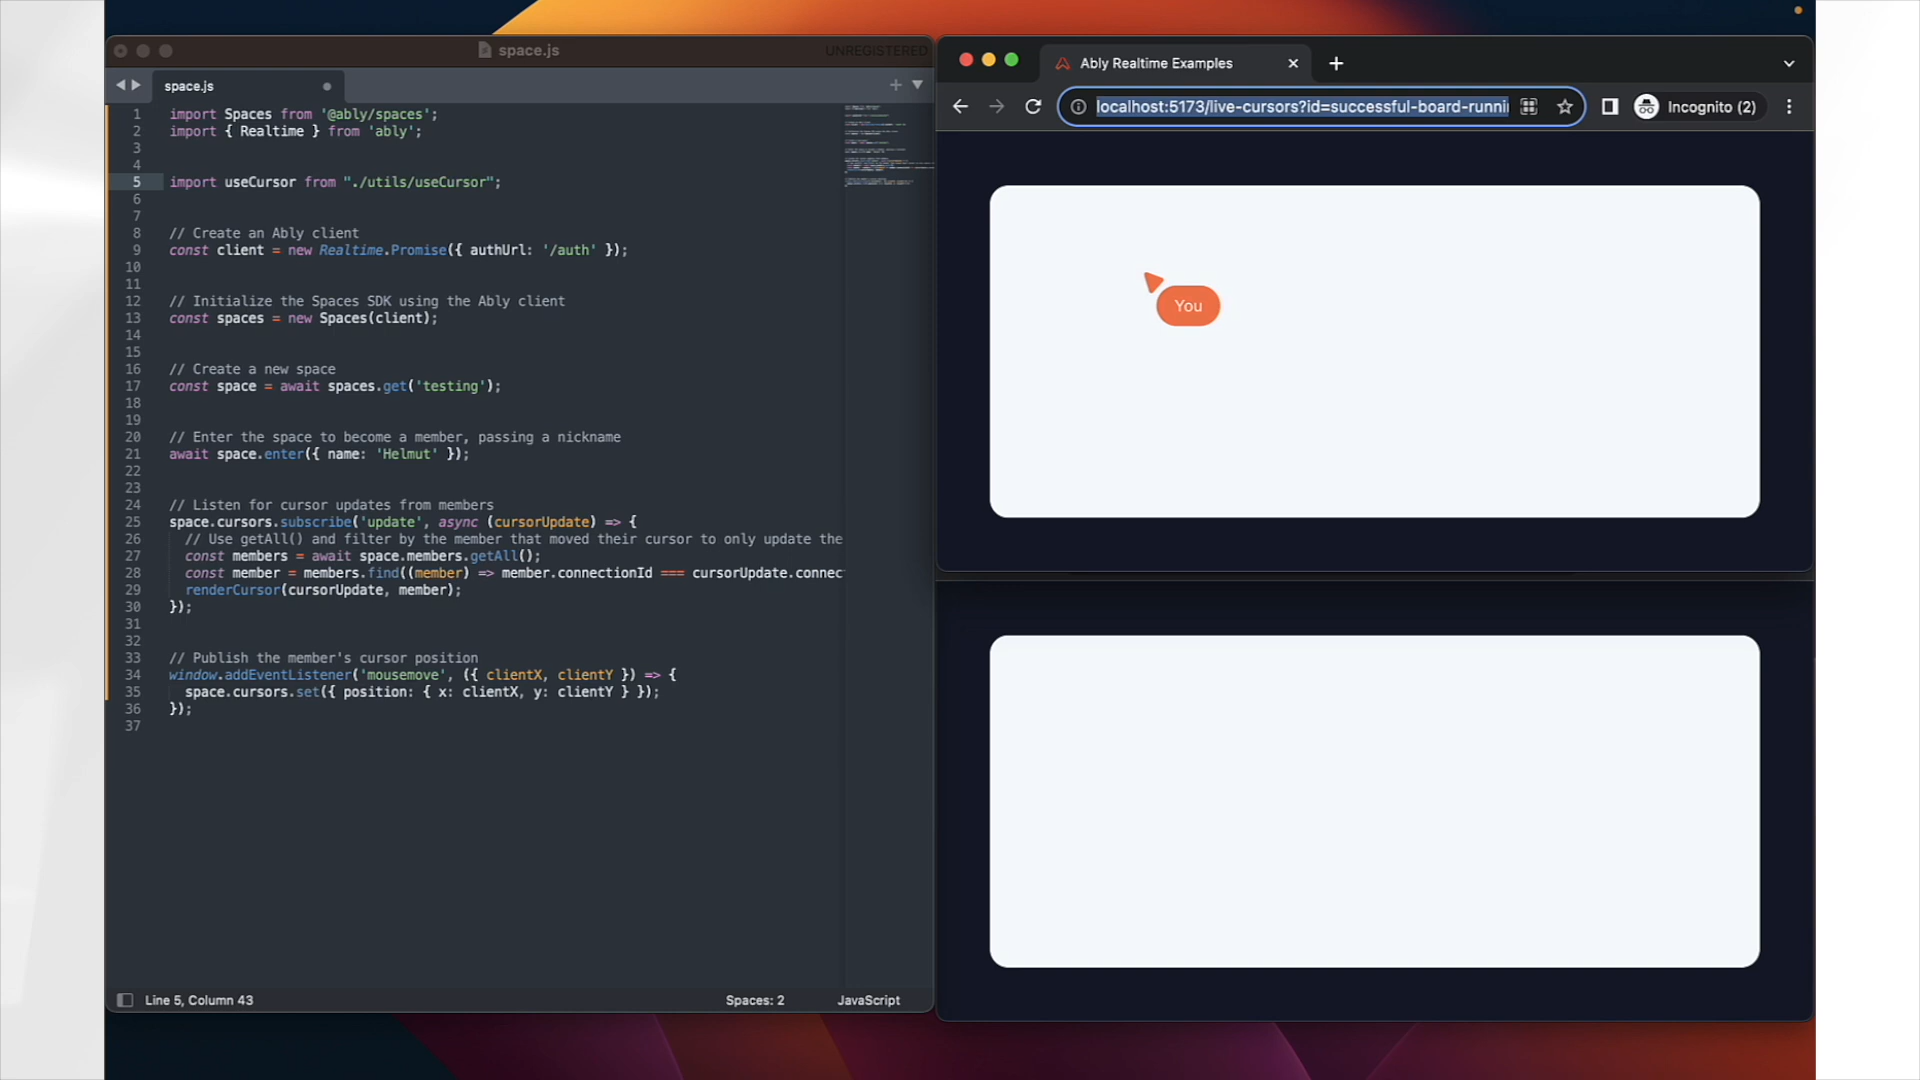 space.js
UNREGISTERED
space.js
1 import Spaces from '@ably/spaces';
2 import { Realtime } from 'ably';
3
4
5 import useCursor from "./utils/useCursor";
6
7
8 // Create an Ably client
9 const client = new Realtime.Promise({ authUrl: '/auth' });
10
11
12 // Initialize the Spaces SDK using the Ably client
13 const spaces = new Spaces(client);
14
15
16 // Create a new space
17 const space = await spaces.get('testing');
18
19
20 // Enter the space to become a member, passing a nickname
21 await space.enter({ name: 'Helmut' });
22
23
24 // Listen for cursor updates from members
25 space.cursors.subscribe('update', async (cursorUpdate) => {
26 // Use getAll() and filter by the member that moved their cursor to only update the
27 const members = await space.members.getAll();
28 const member = members.find((member) => member.connectionId === cursorUpdate.connec
29 renderCursor(cursorUpdate, member);
30 });
31
32
33 // Publish the member's cursor position
34 window.addEventListener('mousemove', ({ clientX, clientY }) => {
35 space.cursors.set({ position: { x: clientX, y: clientY } });
36 });
37
Line 5, Column 43
Spaces: 2
JavaScript
Ably Realtime Examples
localhost:5173/live-cursors?id=successful-board-runni
Incognito (2)
You